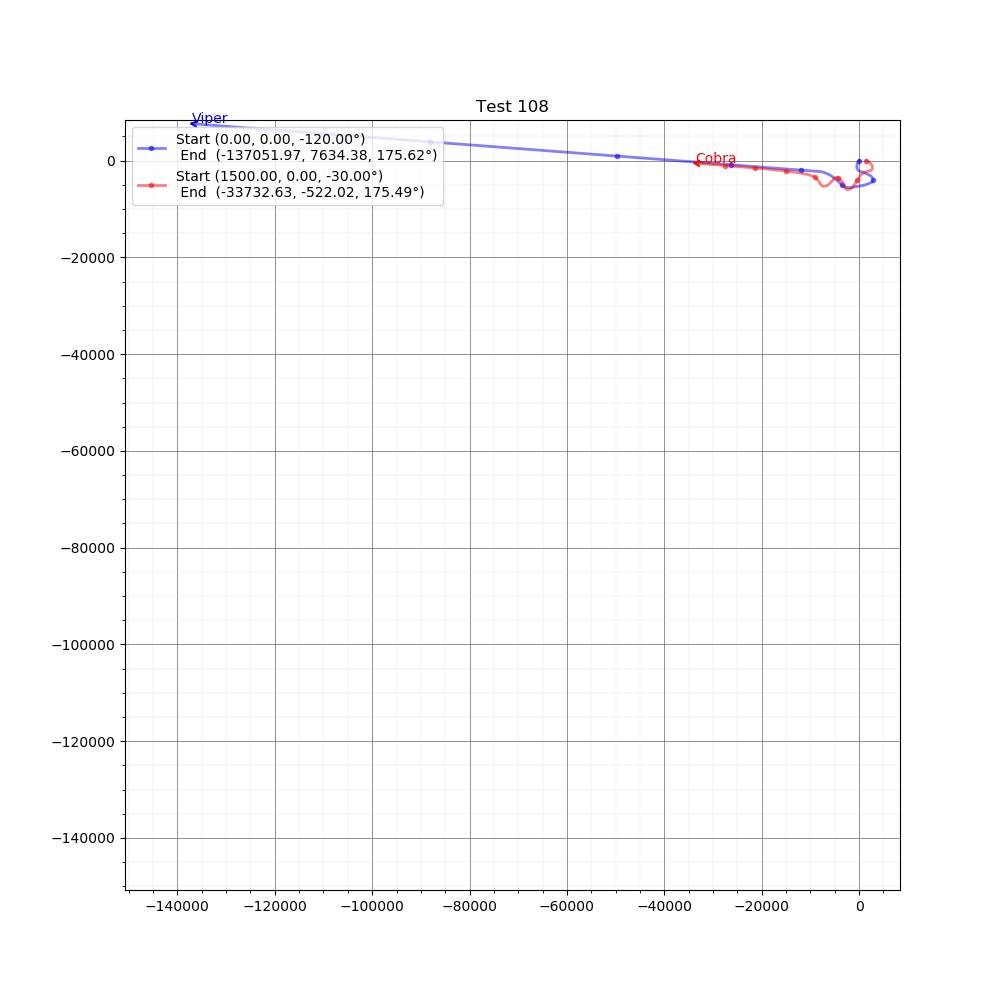 Test 108
Viper
Start (0.00, 0.00, -120.00°)
End (-137051.97, 7634.38, 175.62°)
Start (1500.00, 0.00, -30.00°)
End (-33732.63, -522.02, 175.49°)
Cobra
0
−20000
−40000
−60000
−80000
−100000
−120000
−140000
−140000 −120000 −100000 −80000 −60000 −40000 −20000 0